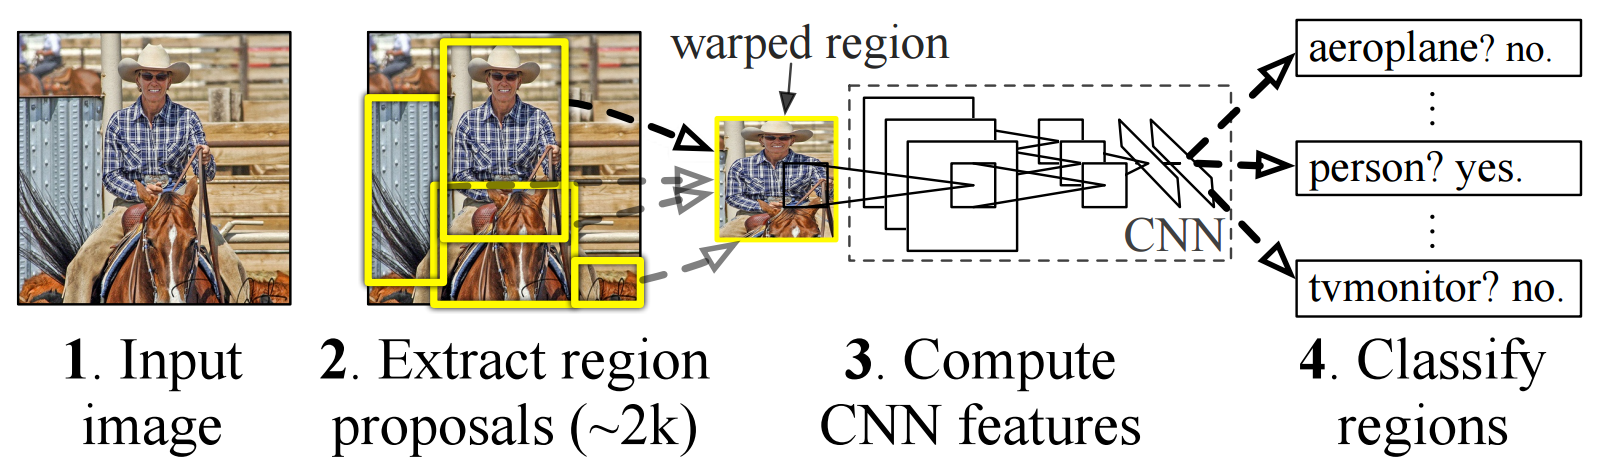 warped region
aeroplane? no.
person? yes.
CNN
tvmonitor? no.
1. Input
image
2. Extract region
proposals (~2k)
3. Compute
CNN features
4. Classify
regions